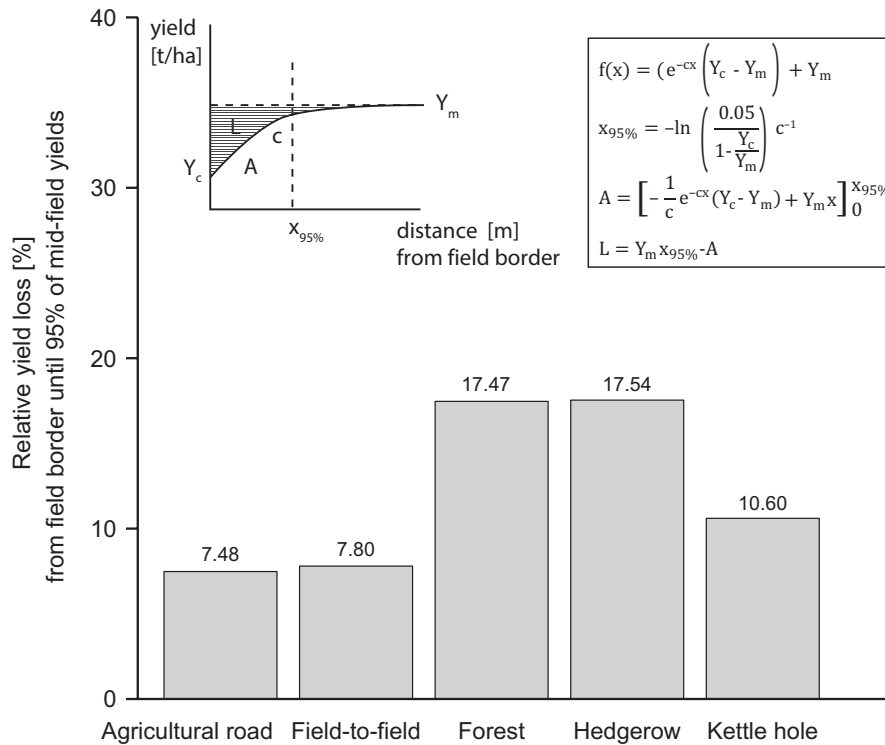 Relative yield loss [%]
from field border until 95% of mid-field yields
40
30
20
10
0
yield
[t/ha]
Y_m
L
c
A
Y_c
x_95%
distance [m]
from field border
f(x) = (e^–cx (Y_c - Y_m) + Y_m
x_95% = –ln (0.05 / (1- Y_c/Y_m)) c^–1
A = [– 1/c e^–cx (Y_c - Y_m) + Y_m x]_0^x_95%
L = Y_m x_95% -A
7.48
7.80
17.47
17.54
10.60
Agricultural road Field-to-field Forest Hedgerow Kettle hole